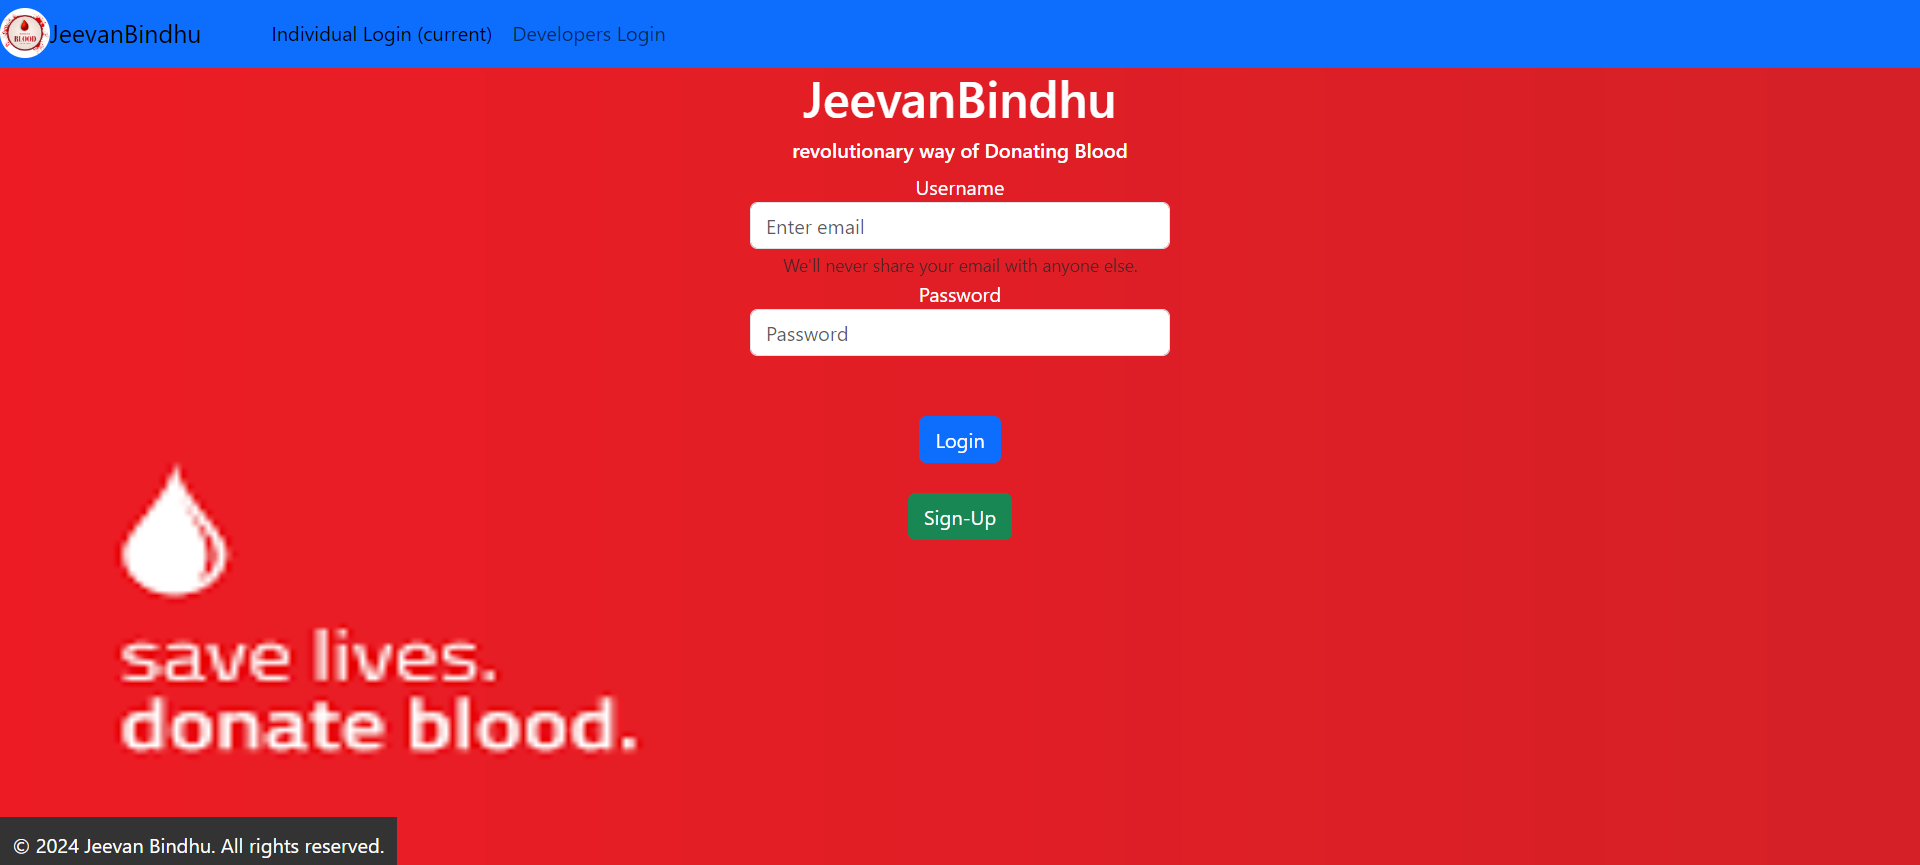 BLOOD
JeevanBindhu
Individual Login (current)
Developers Login
JeevanBindhu
revolutionary way of Donating Blood
Username
Enter email
We'll never share your email with anyone else.
Password
Password
Login
Sign-Up
save lives.
donate blood.
© 2024 Jeevan Bindhu. All rights reserved.